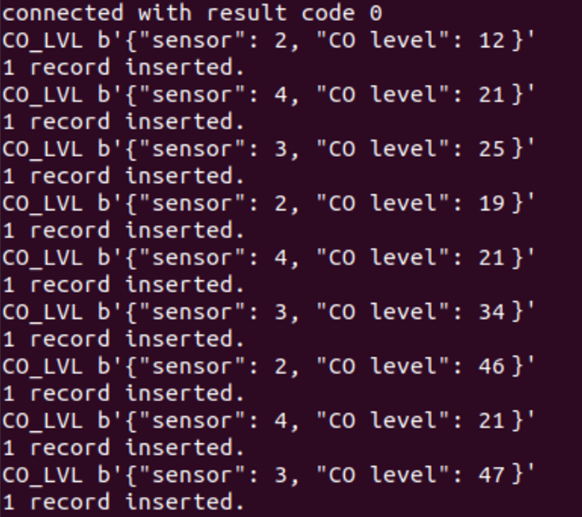 connected with result code 0
CO_LVL b'{"sensor": 2, "CO level": 12}'
1 record inserted.
CO_LVL b'{"sensor": 4, "CO level": 21}'
1 record inserted.
CO_LVL b'{"sensor": 3, "CO level": 25}'
1 record inserted.
CO_LVL b'{"sensor": 2, "CO level": 19}'
1 record inserted.
CO_LVL b'{"sensor": 4, "CO level": 21}'
1 record inserted.
CO_LVL b'{"sensor": 3, "CO level": 34}'
1 record inserted.
CO_LVL b'{"sensor": 2, "CO level": 46}'
1 record inserted.
CO_LVL b'{"sensor": 4, "CO level": 21}'
1 record inserted.
CO_LVL b'{"sensor": 3, "CO level": 47}'
1 record inserted.